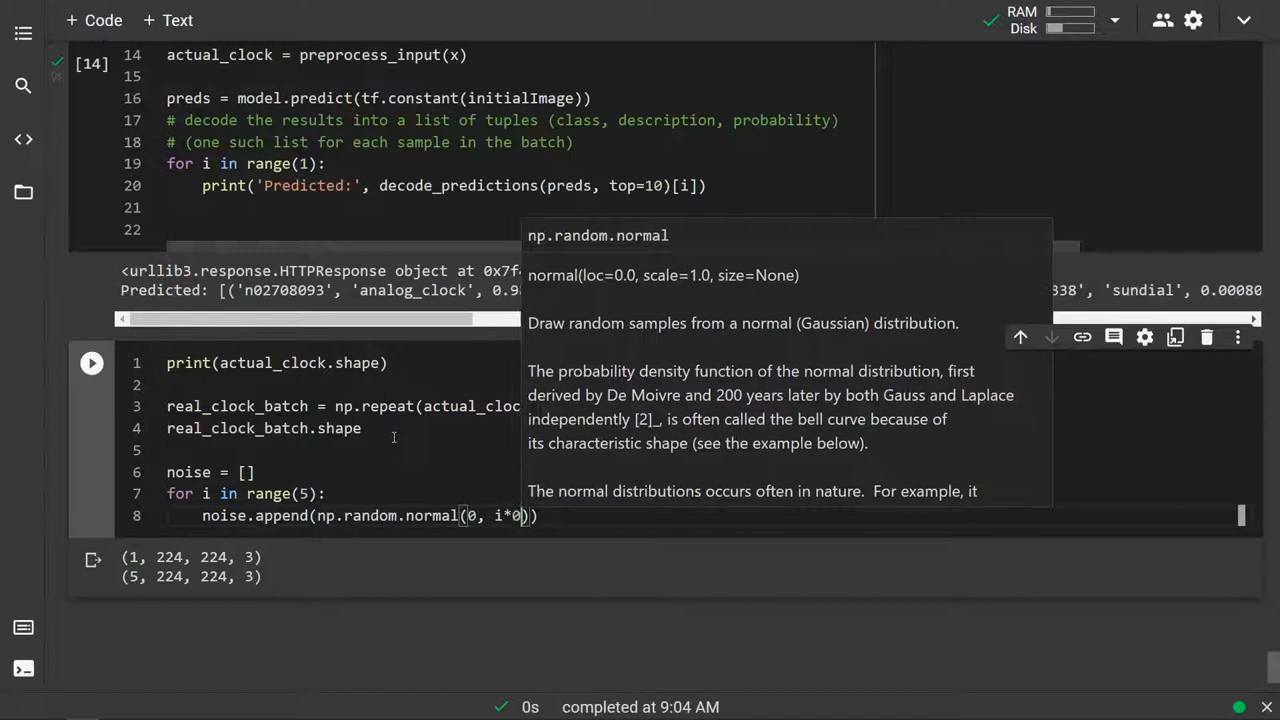 + Code + Text
RAM
Disk
[14]
0s
14 actual_clock = preprocess_input(x)
15
16 preds = model.predict(tf.constant(initialImage))
17 # decode the results into a list of tuples (class, description, probability)
18 # (one such list for each sample in the batch)
19 for i in range(1):
20 print('Predicted:', decode_predictions(preds, top=10)[i])
21
22
<urllib3.response.HTTPResponse object at 0x7f
Predicted: [('n02708093', 'analog_clock', 0.9 338', 'sundial', 0.00080
np.random.normal
normal(loc=0.0, scale=1.0, size=None)
Draw random samples from a normal (Gaussian) distribution.
The probability density function of the normal distribution, first
derived by De Moivre and 200 years later by both Gauss and Laplace
independently [2]_, is often called the bell curve because of
its characteristic shape (see the example below).
The normal distributions occurs often in nature. For example, it
1 print(actual_clock.shape)
2
3 real_clock_batch = np.repeat(actual_cloc
4 real_clock_batch.shape
5
6 noise = []
7 for i in range(5):
8 noise.append(np.random.normal(0, i*0))
(1, 224, 224, 3)
(5, 224, 224, 3)
0s completed at 9:04 AM